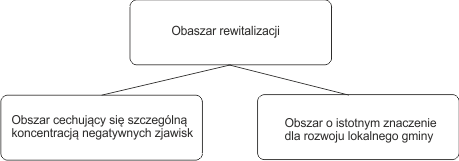 Obaszar rewitalizacji
Obszar cechujący się szczególną
koncentracją negatywnych zjawisk
Obszar o istotnym znaczenie
dla rozwoju lokalnego gminy